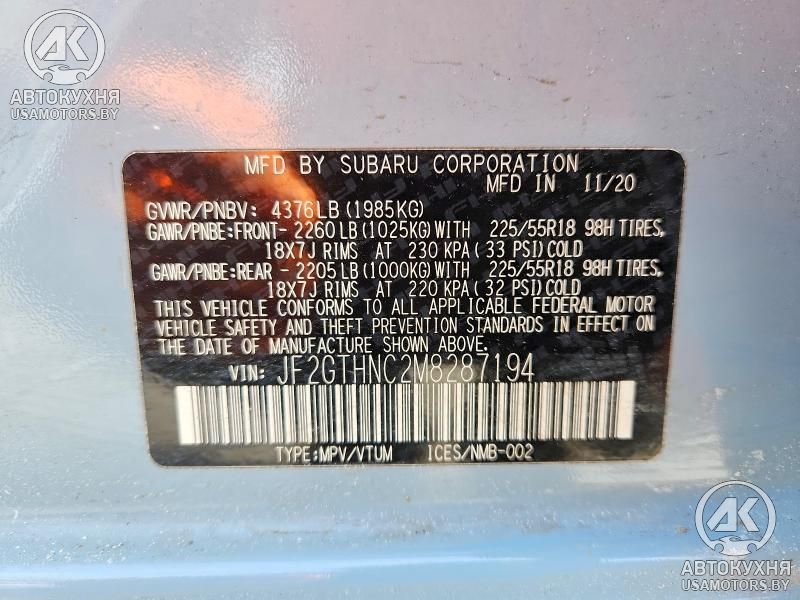 AK
АВТОКУХНЯ
USAMOTORS.BY
MFD BY SUBARU CORPORATION
MFD IN 11/20
GVWR/PNBV: 4376LB(1985KG)
GAWR/PNBE:FRONT- 2260LB(1025KG)WITH 225/55R18 98H TIRES,
18X7J RIMS AT 230 KPA( 33 PSI)COLD
GAWR/PNBE:REAR - 2205LB(1000KG)WITH 225/55R18 98H TIRES,
18X7J RIMS AT 220 KPA( 32 PSI)COLD
THIS VEHICLE CONFORMS TO ALL APPLICABLE FEDERAL MOTOR
VEHICLE SAFETY AND THEFT PREVENTION STANDARDS IN EFFECT ON
THE DATE OF MANUFACTURE SHOWN ABOVE.
VIN: JF2GTHNC2M8287194
TYPE:MPV/VTUM ICES/NMB-002
AK
АВТОКУХНЯ
USAMOTORS.BY